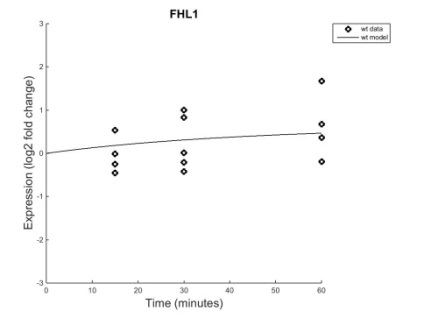 FHL1
wt data
wt model
Expression (log2 fold change)
3
2
1
0
-1
-2
-3
0 10 20 30 40 50 60
Time (minutes)